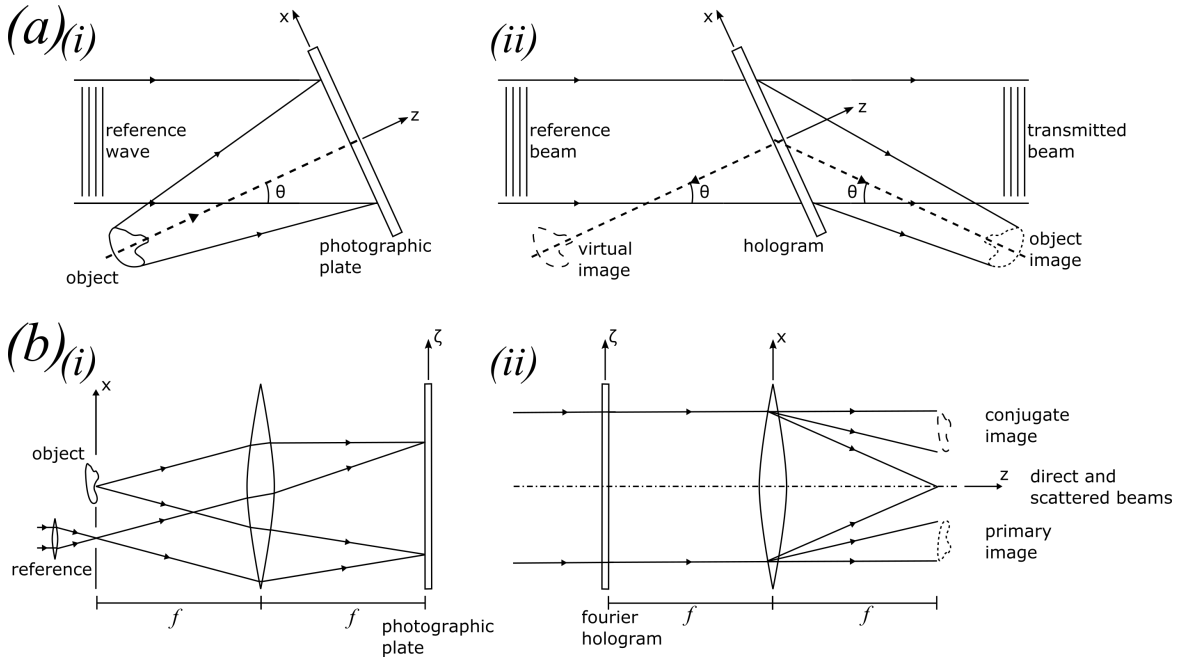 (a)(i)
x
z
reference
wave
θ
object
photographic
plate
(ii)
x
z
reference
beam
transmitted
beam
θ
θ
virtual
image
hologram
object
image
(b)(i)
ζ
x
object
reference
f
f
photographic
plate
(ii)
ζ
x
conjugate
image
z
direct and
scattered beams
primary
image
f
f
fourier
hologram